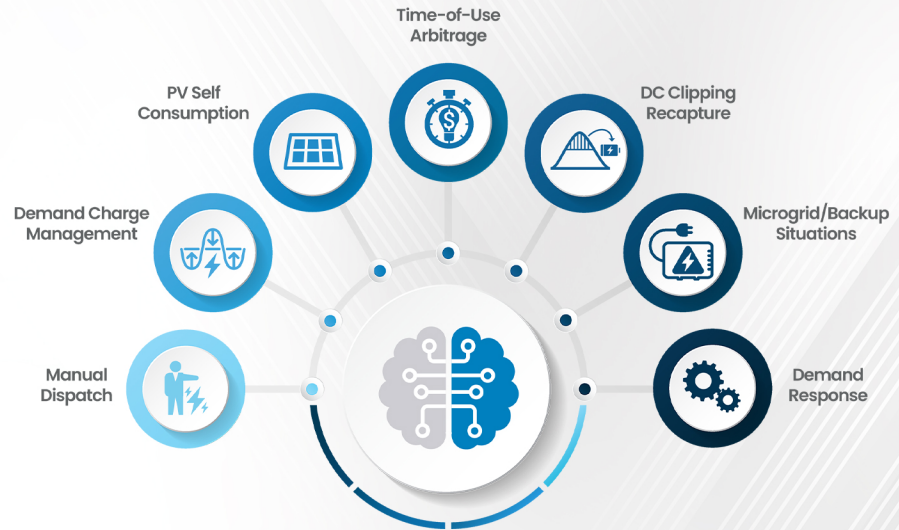 Time-of-Use
Arbitrage
PV Self
Consumption
DC Clipping
Recapture
Demand Charge
Management
Microgrid/Backup
Situations
Manual
Dispatch
Demand
Response
$